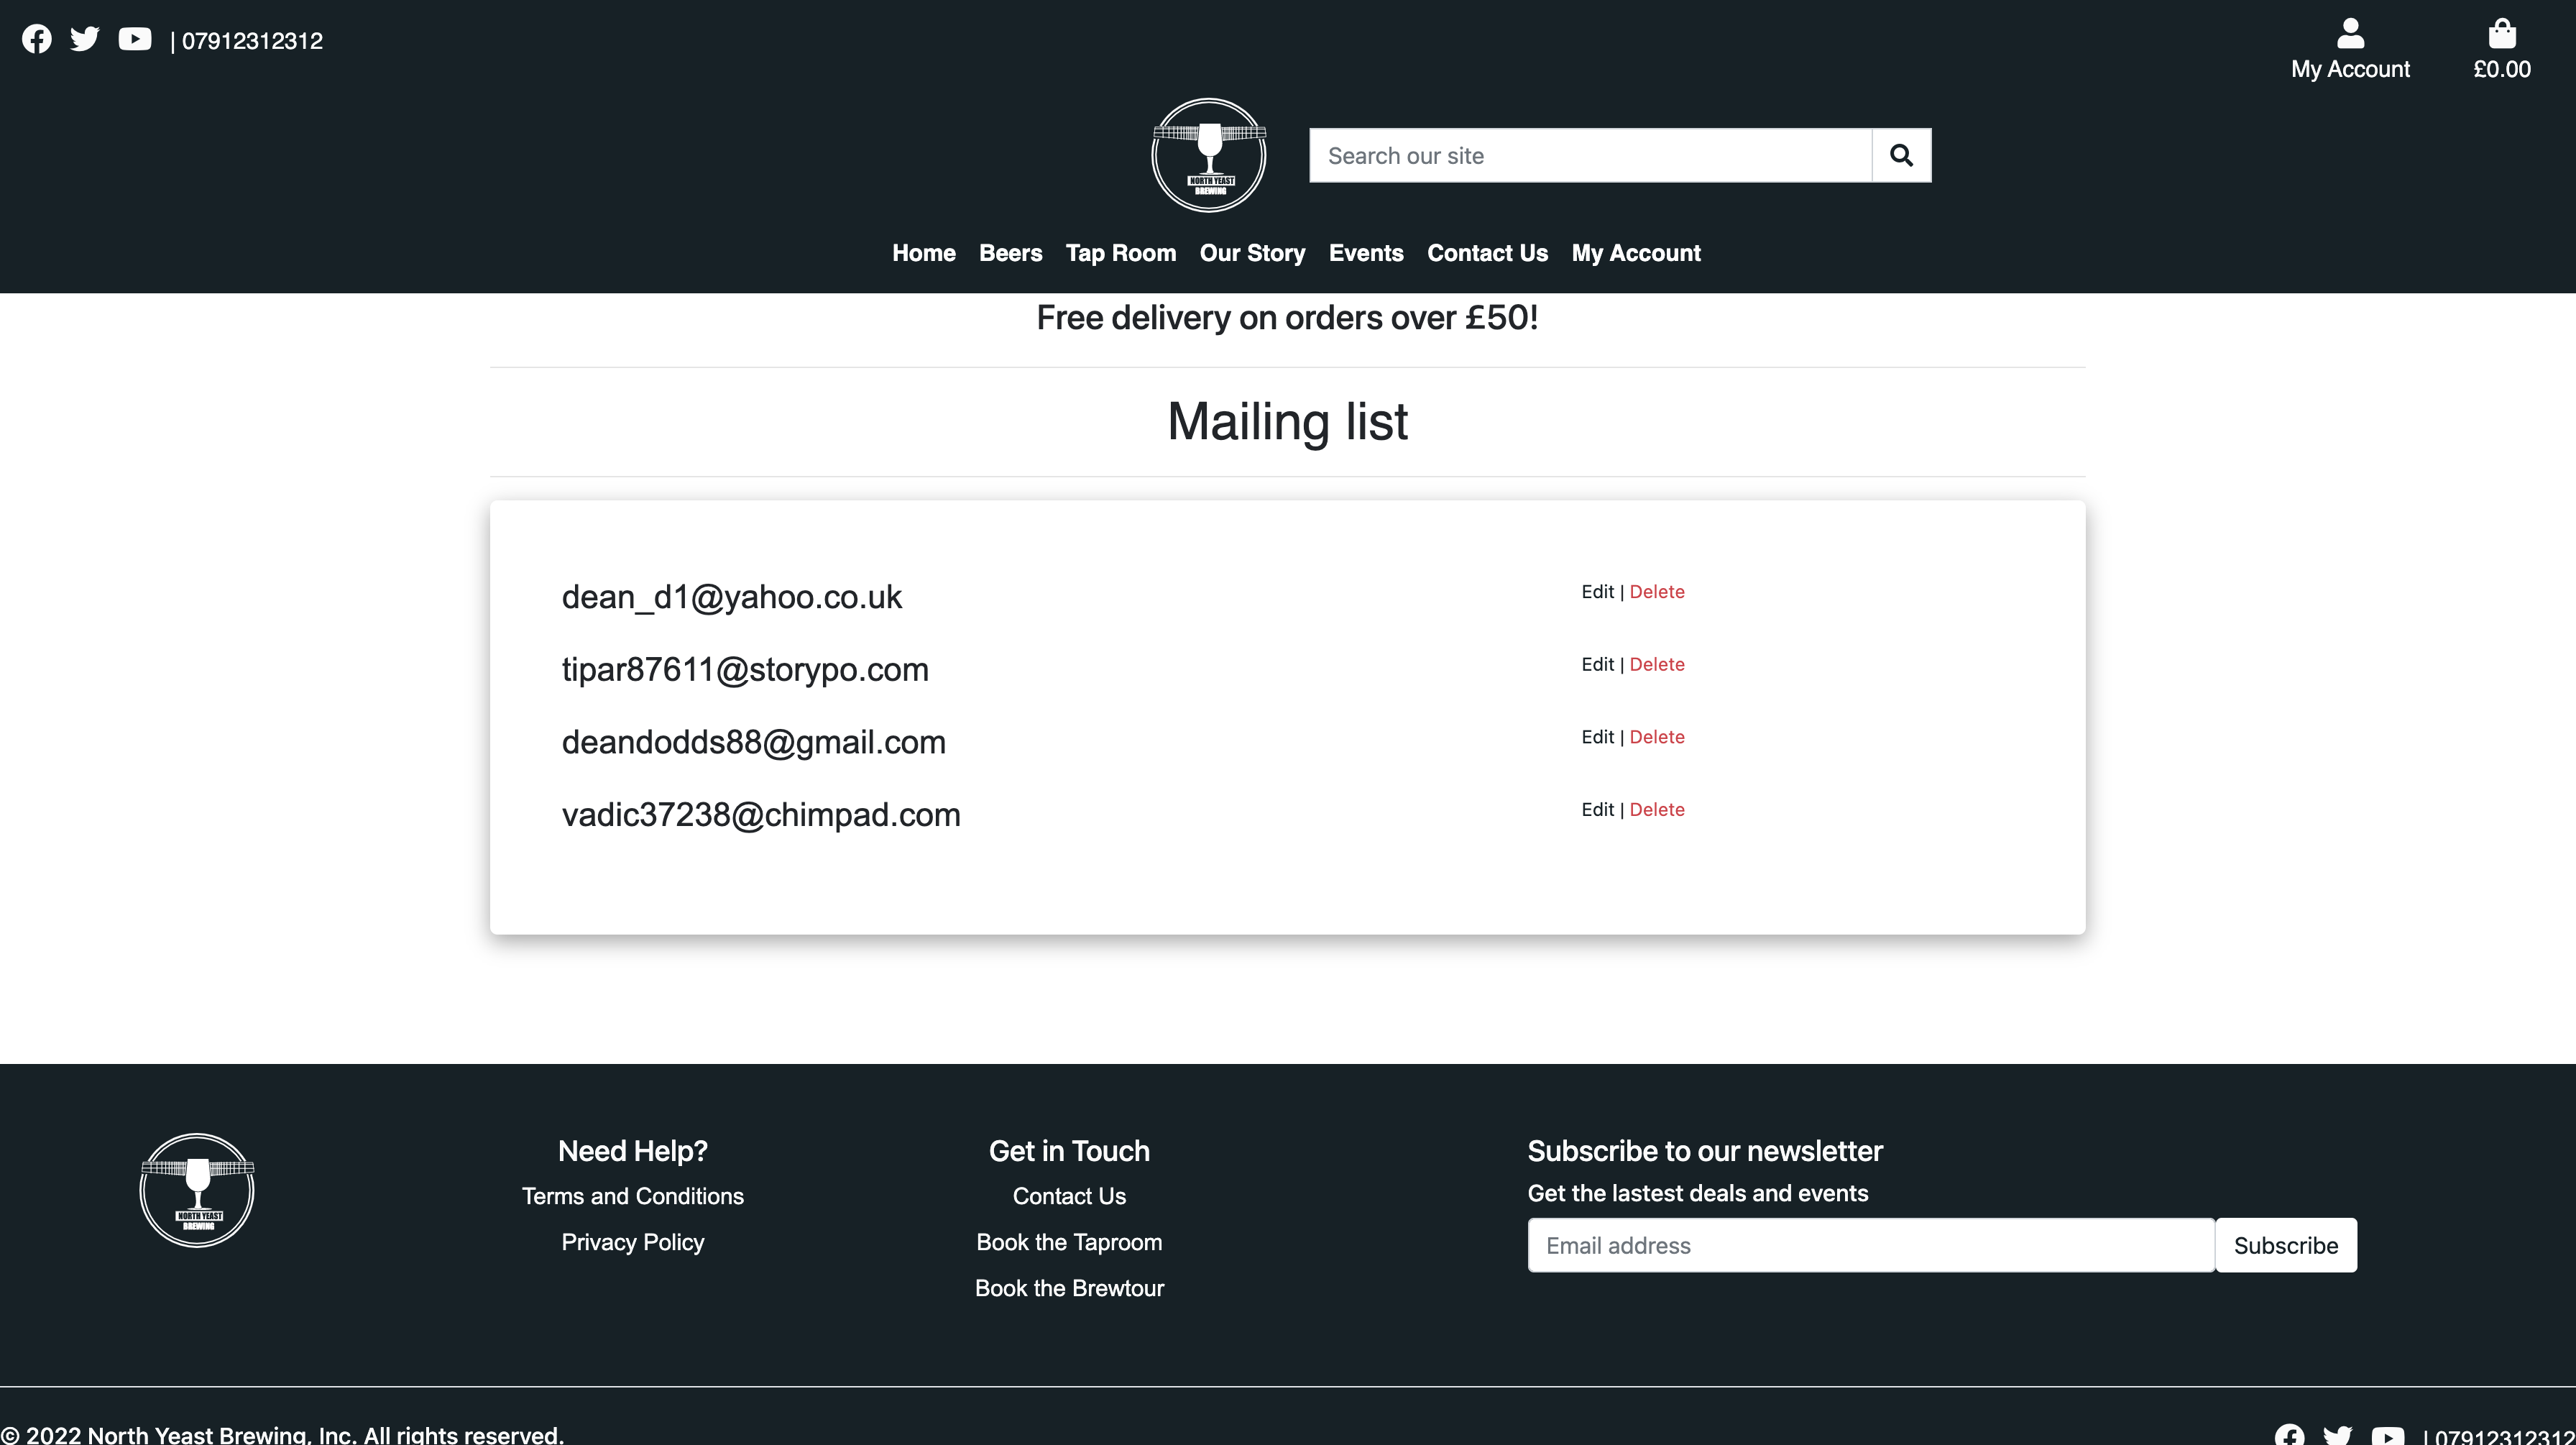 | 07912312312
My Account
£0.00
NORTH YEAST
BREWING
Search our site
Home Beers Tap Room Our Story Events Contact Us My Account
Free delivery on orders over £50!
Mailing list
dean_d1@yahoo.co.uk Edit | Delete
tipar87611@storypo.com Edit | Delete
deandodds88@gmail.com Edit | Delete
vadic37238@chimpad.com Edit | Delete
NORTH YEAST
BREWING
Need Help?
Terms and Conditions
Privacy Policy
Get in Touch
Contact Us
Book the Taproom
Book the Brewtour
Subscribe to our newsletter
Get the lastest deals and events
Email address Subscribe
© 2022 North Yeast Brewing, Inc. All rights reserved.
| 07912312312